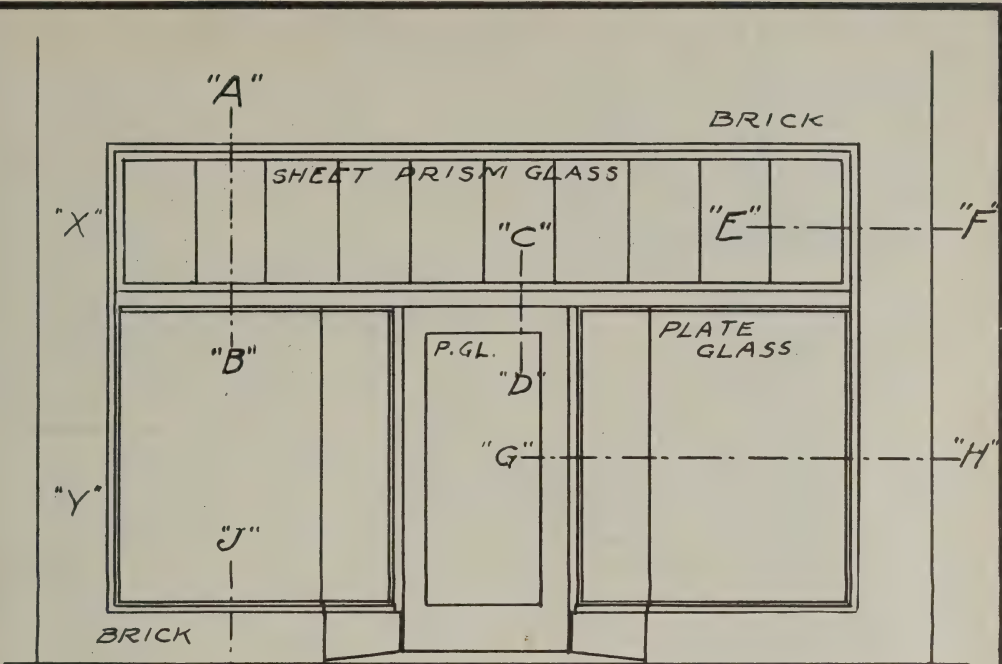 "A"
BRICK
SHEET PRISM GLASS
"X"
"C"
"E"
"F"
PLATE
GLASS
P.GL.
"B"
"D"
"G"
"H"
"Y"
"J"
BRICK